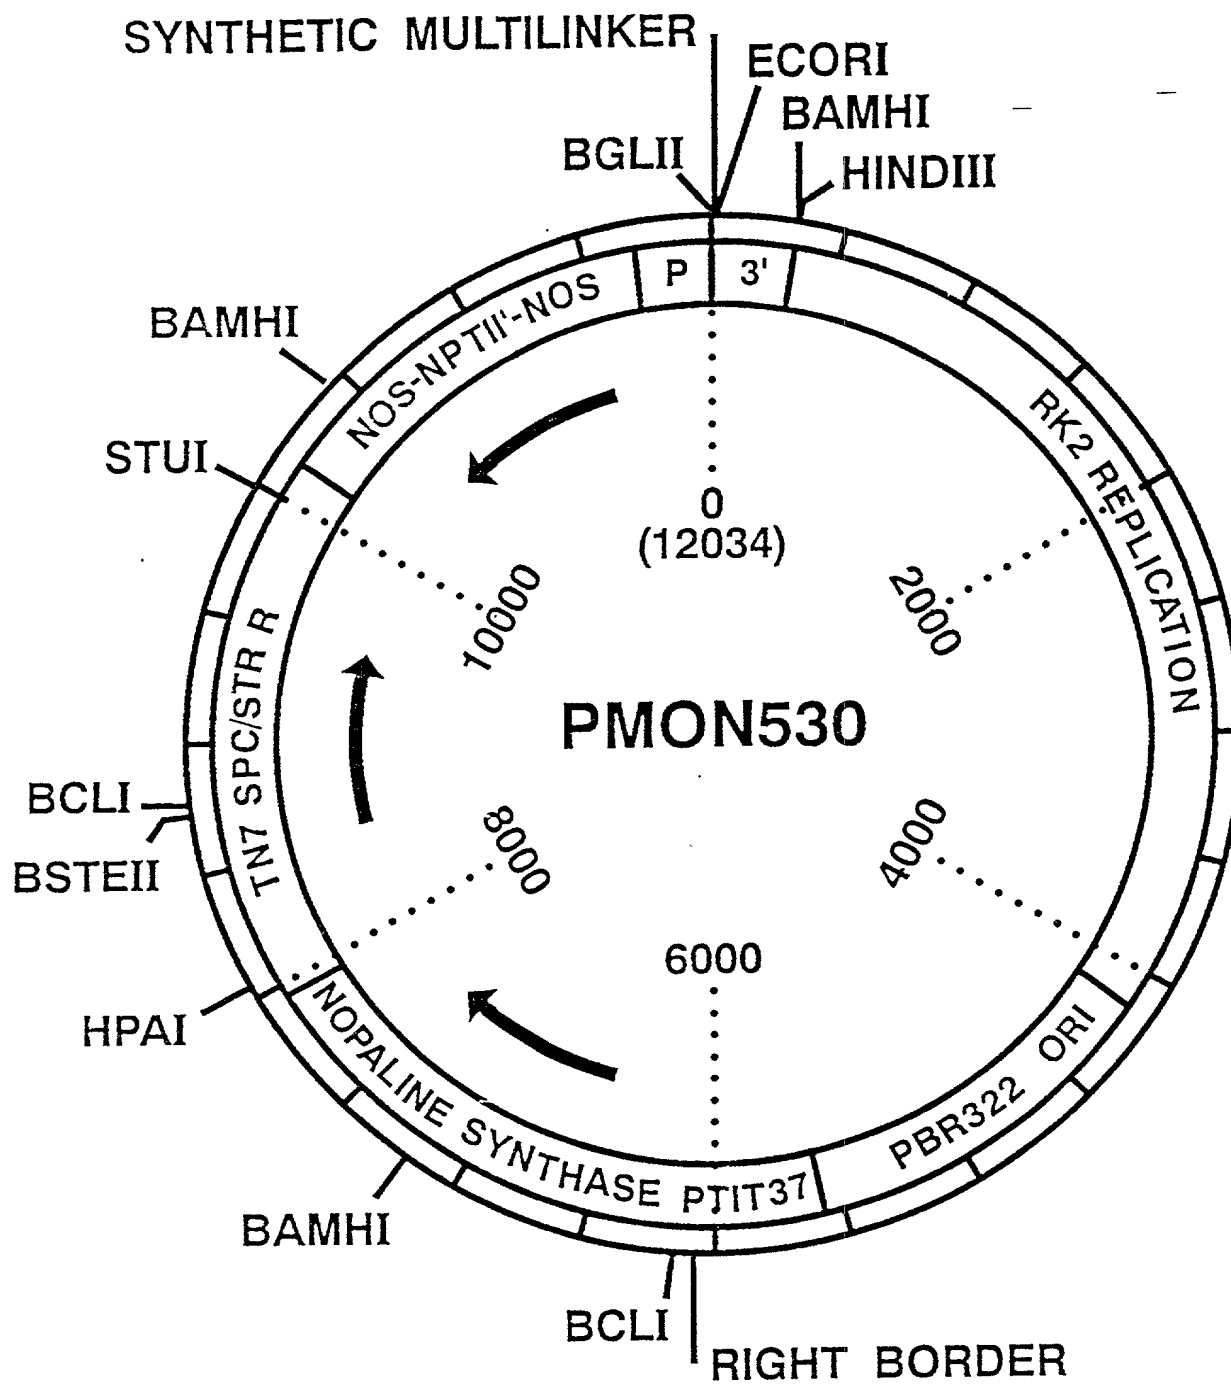 SYNTHETIC MULTILINKER
ECORI
BAMHI
BGLII
HINDIII
P
3'
NOS-NPTII'-NOS
BAMHI
RK2 REPLICATION
STUI
0
(12034)
10000
2000
TN7 SPC/STR R
PMON530
BCLI
BSTEII
8000
4000
6000
HPAI
NOPALINE SYNTHASE PTIT37
PBR322 ORI
BAMHI
BCLI
RIGHT BORDER